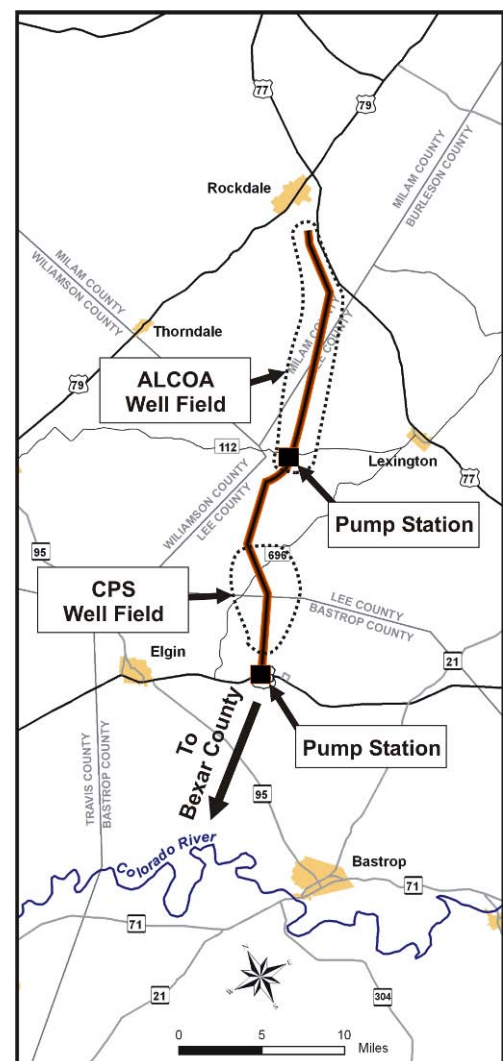 77
79
MILAM COUNTY
BURLESON COUNTY
Rockdale
MILAM COUNTY
WILIAMSON COUNTY
Thorndale
MILAM COUNTY
LEE COUNTY
ALCOA
Well Field
79
112
Lexington
77
WILIAMSON COUNTY
LEE COUNTY
Pump Station
95
696
CPS
Well Field
LEE COUNTY
BASTROP COUNTY
Elgin
21
To
Bexar County
Pump Station
TRAVIS COUNTY
BASTROP COUNTY
95
Colorado River
Bastrop
71
71
21
304
N
E
S
W
0 5 10
Miles